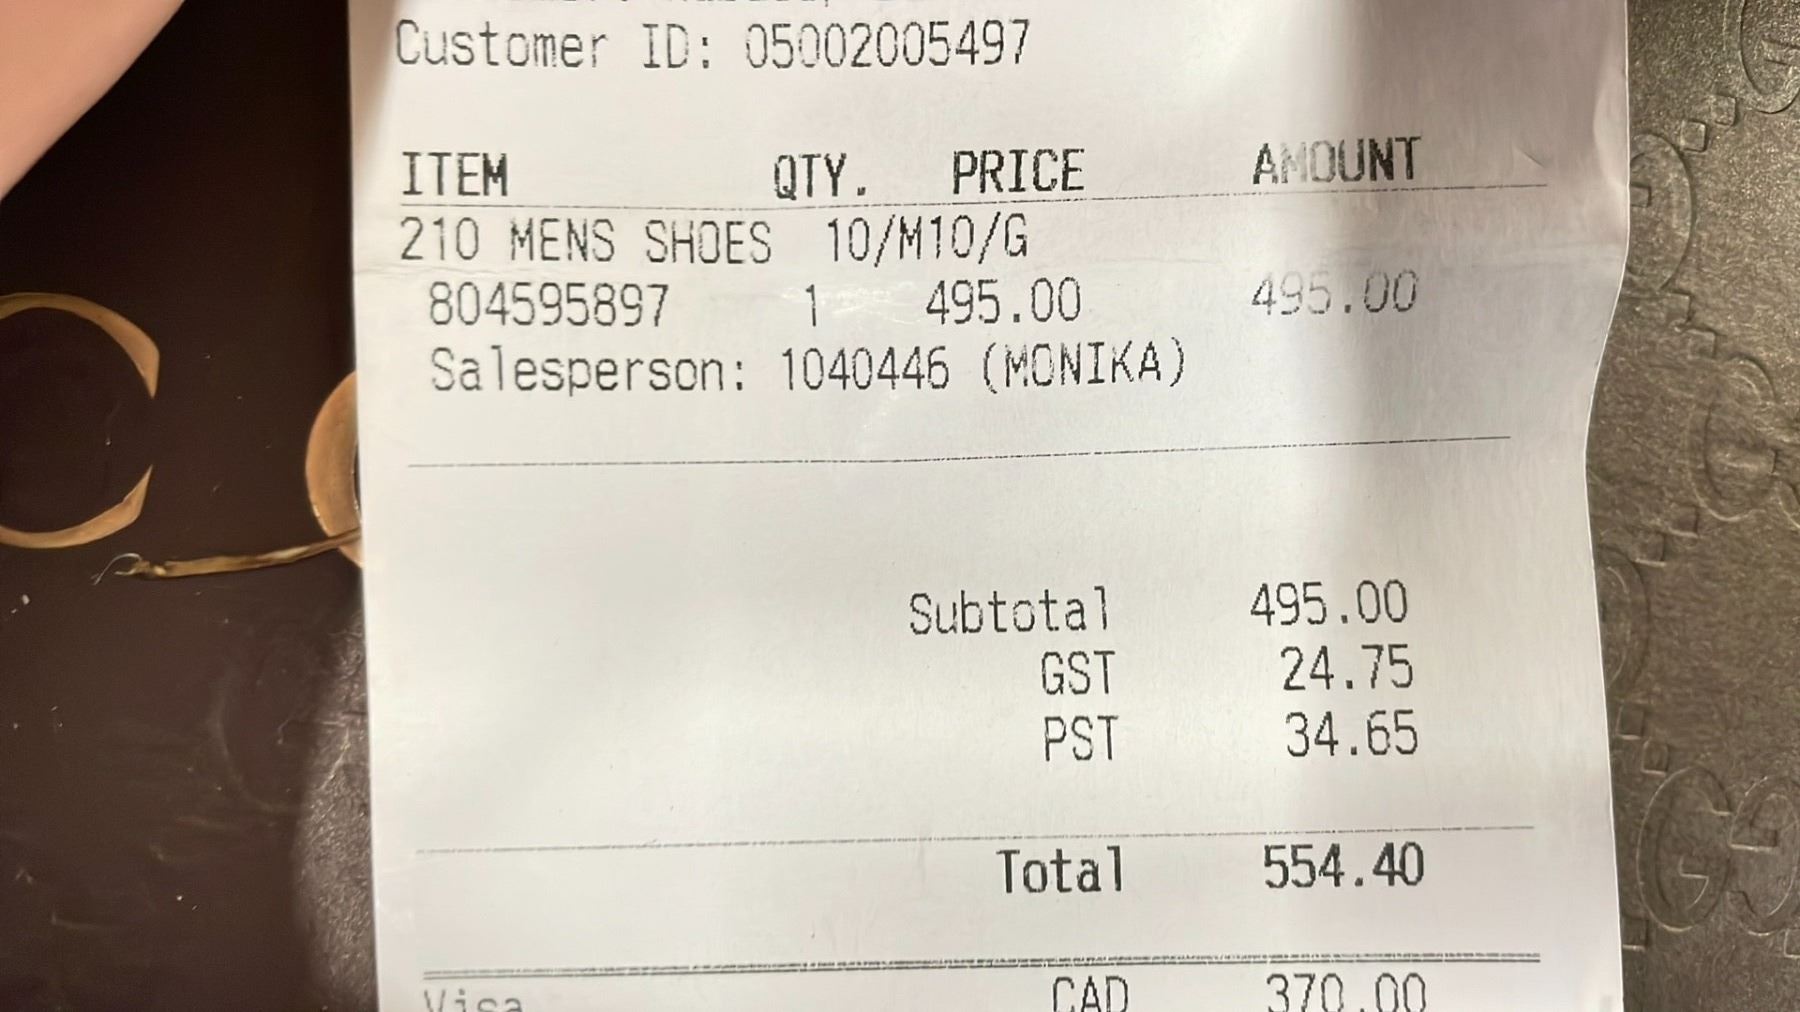 Customer ID: 05002005497
ITEM QTY. PRICE AMOUNT
210 MENS SHOES 10/M10/G
804595897 1 495.00 495.00
Salesperson: 1040446 (MONIKA)
Subtotal 495.00
GST 24.75
PST 34.65
Total 554.40
Visa CAD 370.00